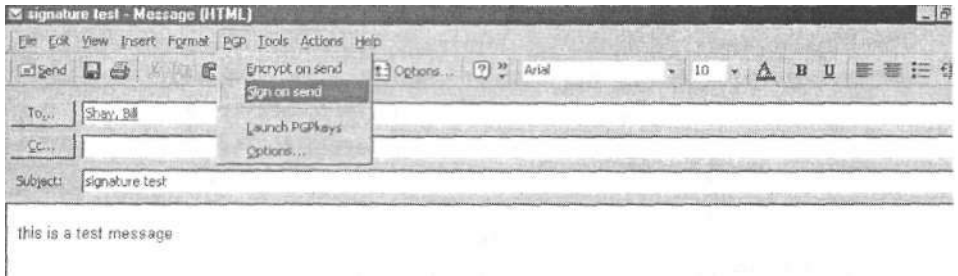 signature test - Message (HTML)
File Edit View Insert Format PGP Tools Actions Help
Send Options... Arial 10 A B U
Encrypt on send
Sign on send
Launch PGPkeys
Options...
To... Shay, Bill
Cc...
Subject: signature test
this is a test message